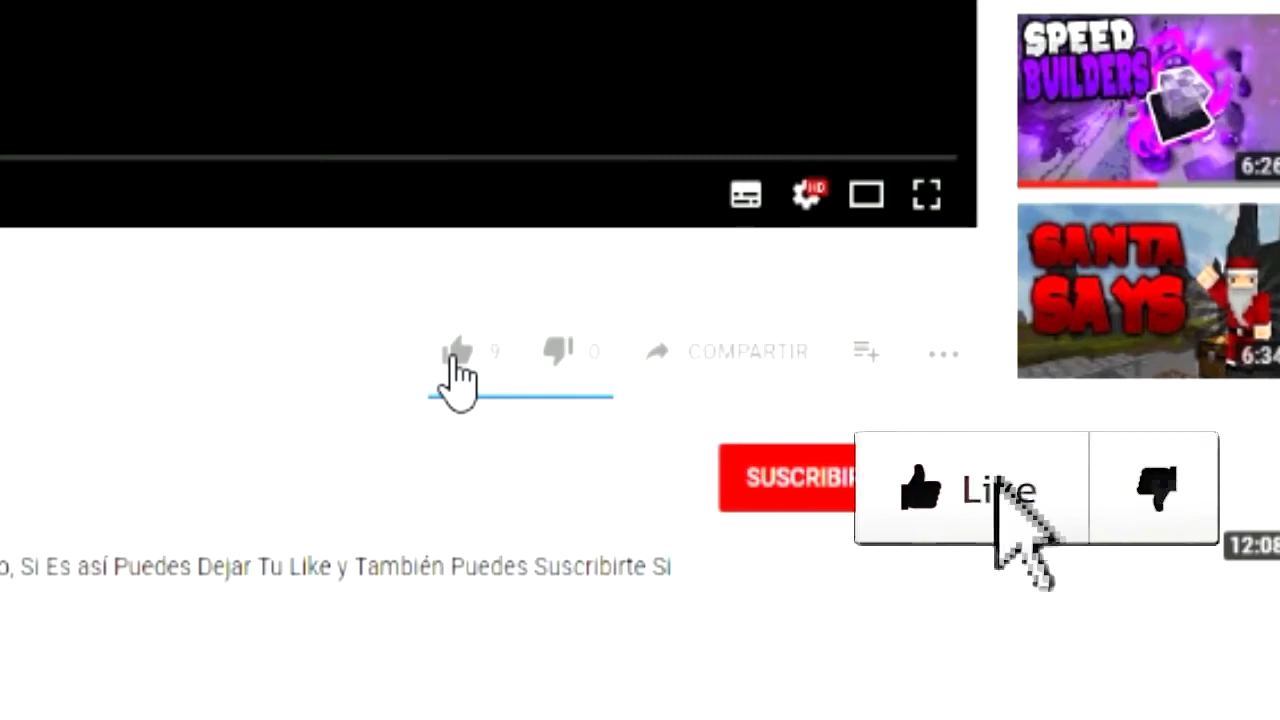 SPEED
BUILDERS
6:26
HD
SANTA
SAYS
6:34
9
0
COMPARTIR
SUSCRIBIR
Like
12:08
o, Si Es así Puedes Dejar Tu Like y También Puedes Suscribirte Si